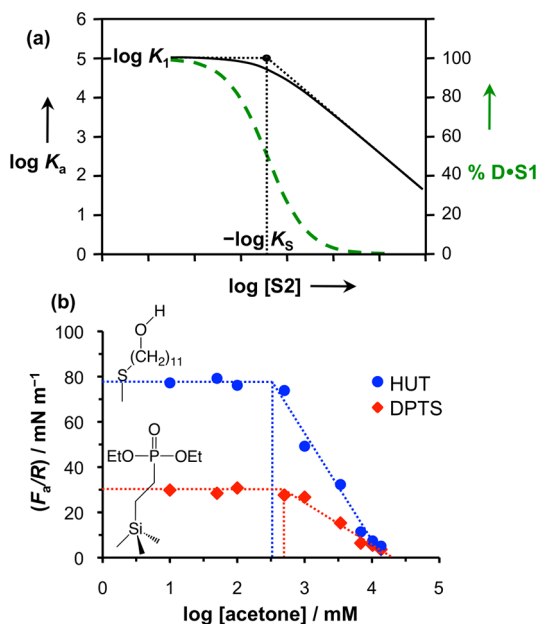 (a)
6
5
4
3
2
1
0
log K₁
log Kₐ
100
80
60
40
20
0
% D•S1
−log Kₛ
log [S2]
(b)
100
80
60
40
20
0
(Fₐ/R) / mN m⁻¹
H
O
(CH₂)₁₁
S
O
EtO P OEt
Si
HUT
DPTS
0 1 2 3 4 5
log [acetone] / mM